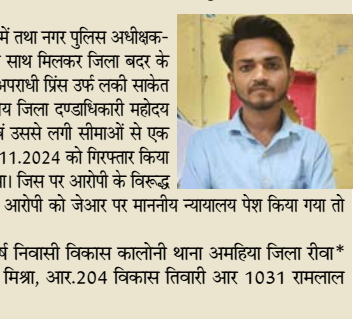 में तथा नगर पुलिस अधीक्षक-
साथ मिलकर जिला बदर के
अपराधी प्रिंस उर्फ लकी साकेत
जिला दण्डाधिकारी महोदय
उससे लगी सीमाओं से एक
11.2024 को गिरफ्तार किया
जिस पर आरोपी के विरूद्ध
आरोपी को जेआर पर माननीय न्यायालय पेश किया गया तो
निवासी विकास कालोनी थाना अमहिया जिला रीवा*
मिश्रा, आर.204 विकास तिवारी आर 1031 रामलाल